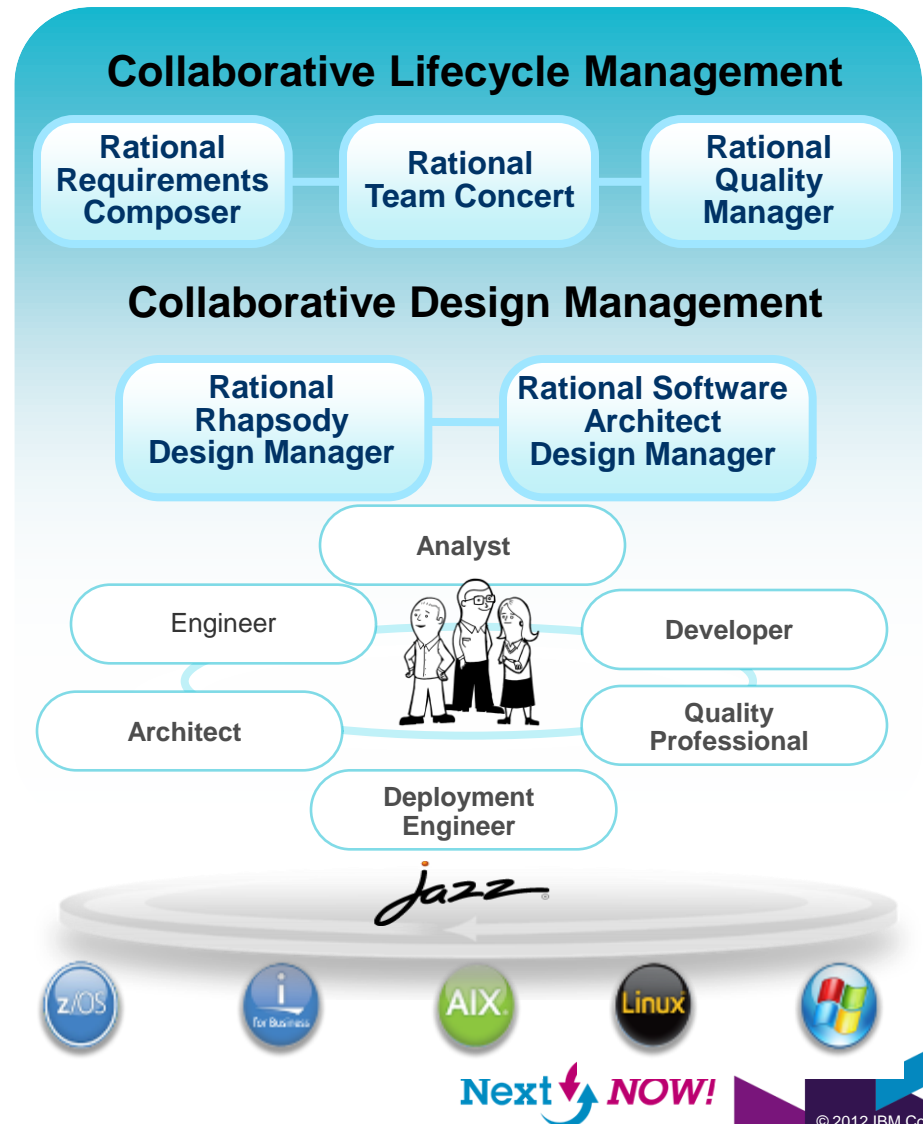 Collaborative Lifecycle Management
Rational
Requirements
Composer
Rational
Team Concert
Rational
Quality
Manager
Collaborative Design Management
Rational
Rhapsody
Design Manager
Rational Software
Architect
Design Manager
Analyst
Engineer
Developer
Architect
Quality
Professional
Deployment
Engineer
jazz
z/OS
i
for Business
AIX
Linux
Next NOW!
© 2012 IBM Co